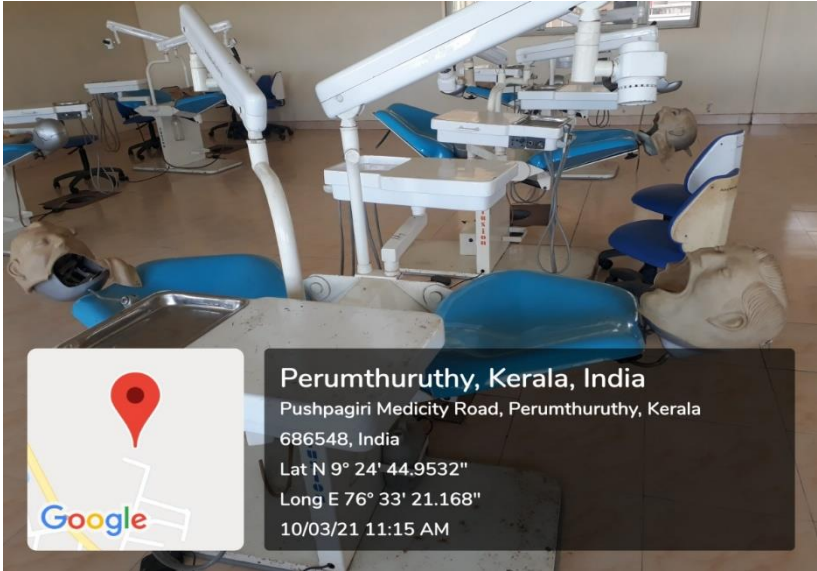 Perumthuruthy, Kerala, India
Pushpagiri Medicity Road, Perumthuruthy, Kerala
686548, India
Lat N 9° 24' 44.9532"
Long E 76° 33' 21.168"
10/03/21 11:15 AM
Google